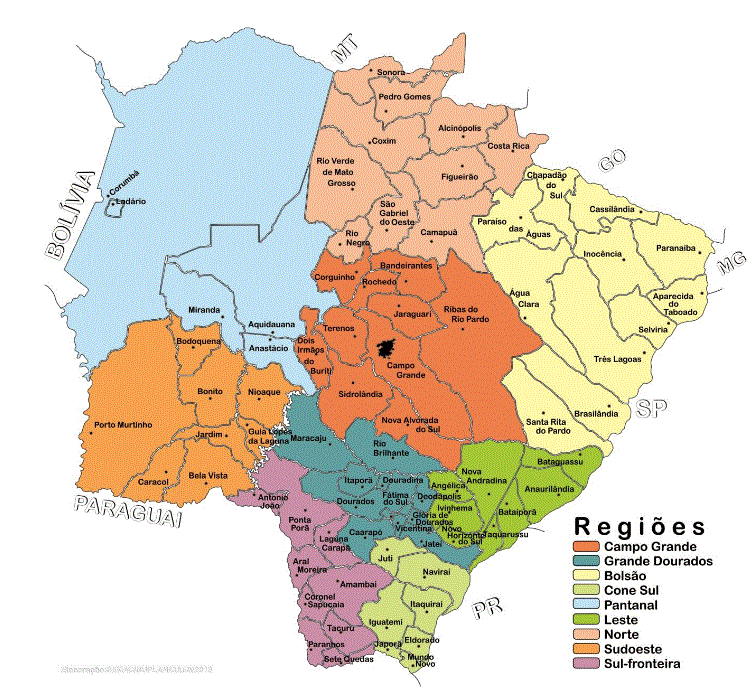 MT
Sonora
Pedro Gomes
Alcinópolis
Coxim
Costa Rica
GO
BOLÍVIA
Corumbá
Ladário
Rio Verde
de Mato
Grosso
Figueirão
Chapadão
do
Sul
Cassilândia
São
Gabriel
do Oeste
Paraíso
das
Águas
Rio
Negro
Camapuã
Inocência
Paranaíba
MG
Corguinho
Bandeirantes
Rochedo
Água
Clara
Aparecida
do
Taboado
Miranda
Aquidauana
Anastácio
Jaraguari
Ribas do
Rio Pardo
Selvíria
Terenos
Dois
Irmãos
do
Buriti
Bodoquena
Campo
Grande
Três Lagoas
Bonito
Nioaque
Sidrolândia
Brasilândia
SP
Porto Murtinho
Jardim
Guia Lopes
da Laguna
Maracaju
Nova Alvorada
do Sul
Santa Rita
do Pardo
Rio
Brilhante
Caracol
Bela Vista
Bataguassu
Nova
Andradina
Anaurilândia
PARAGUAI
Antonio
João
Itaporã
Douradina
Angélica
Dourados
Fátima
do Sul
Deodápolis
Ivinhema
Bataiporã
Ponta
Porã
Glória de
Dourados
Vicentina
Novo
Horizonte
do Sul
Taquarussu
Laguna
Carapã
Caarapó
Jateí
Juti
Naviraí
Aral
Moreira
Amambai
Coronel
Sapucaia
Itaquiraí
PR
Iguatemi
Tacuru
Eldorado
Paranhos
Japorã
Sete Quedas
Mundo
Novo
Regiões
Campo Grande
Grande Dourados
Bolsão
Cone Sul
Pantanal
Leste
Norte
Sudoeste
Sul-fronteira